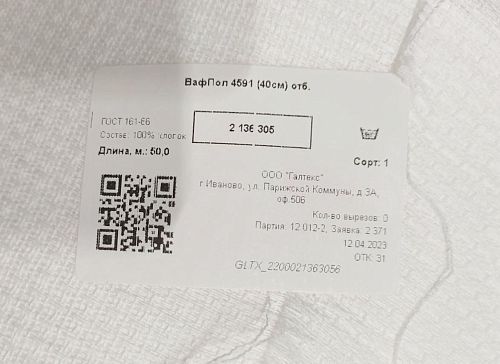 ВафПол 4591 (40см) отб.
ГОСТ 161-86
2 136 305
Состав: 100% хлопок
Длина, м.: 50,0
Сорт: 1
ООО "Галтекс"
г.Иваново, ул. Парижской Коммуны, д.3А,
оф.506
Кол-во вырезов: 0
Партия: 12 012-2, Заявка: 2 371
12.04.2023
ОТК: 31
GLTX_2200021363056